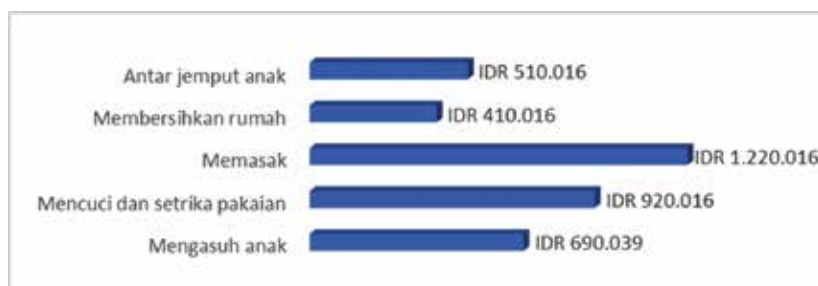 Antar jemput anak IDR 510.016
Membersihkan rumah IDR 410.016
Memasak IDR 1.220.016
Mencuci dan setrika pakaian IDR 920.016
Mengasuh anak IDR 690.039